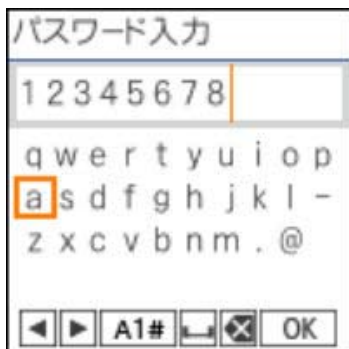 パスワード入力
12345678
q w e r t y u i o p
a s d f g h j k l -
z x c v b n m . @
◀ ▶ A1# ␣ ⌫ OK